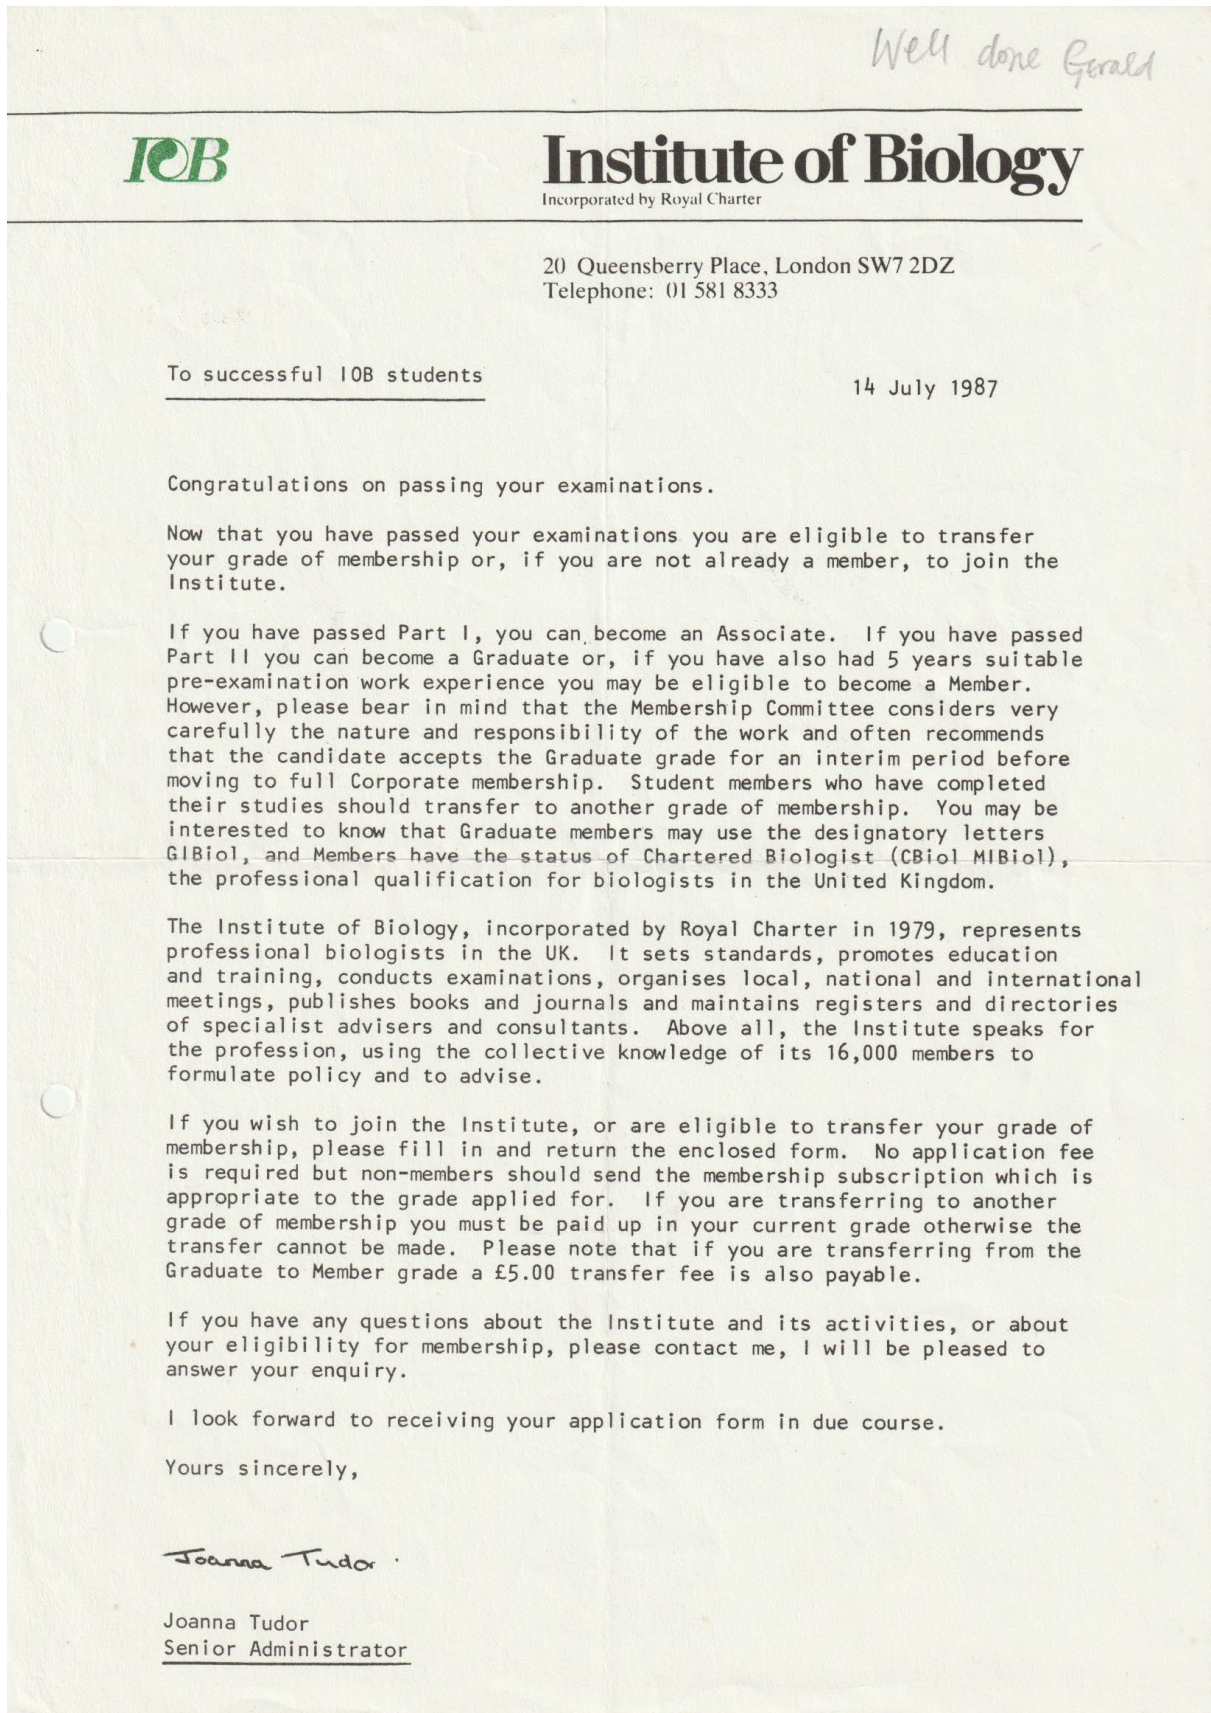 Well done Gerald
IOB
Institute of Biology
Incorporated by Royal Charter
20 Queensberry Place, London SW7 2DZ
Telephone: 01 581 8333
To successful IOB students
14 July 1987
Congratulations on passing your examinations.
Now that you have passed your examinations you are eligible to transfer
your grade of membership or, if you are not already a member, to join the
Institute.
If you have passed Part I, you can become an Associate. If you have passed
Part II you can become a Graduate or, if you have also had 5 years suitable
pre-examination work experience you may be eligible to become a Member.
However, please bear in mind that the Membership Committee considers very
carefully the nature and responsibility of the work and often recommends
that the candidate accepts the Graduate grade for an interim period before
moving to full Corporate membership. Student members who have completed
their studies should transfer to another grade of membership. You may be
interested to know that Graduate members may use the designatory letters
GIBiol, and Members have the status of Chartered Biologist (CBiol MIBiol),
the professional qualification for biologists in the United Kingdom.
The Institute of Biology, incorporated by Royal Charter in 1979, represents
professional biologists in the UK. It sets standards, promotes education
and training, conducts examinations, organises local, national and international
meetings, publishes books and journals and maintains registers and directories
of specialist advisers and consultants. Above all, the Institute speaks for
the profession, using the collective knowledge of its 16,000 members to
formulate policy and to advise.
If you wish to join the Institute, or are eligible to transfer your grade of
membership, please fill in and return the enclosed form. No application fee
is required but non-members should send the membership subscription which is
appropriate to the grade applied for. If you are transferring to another
grade of membership you must be paid up in your current grade otherwise the
transfer cannot be made. Please note that if you are transferring from the
Graduate to Member grade a £5.00 transfer fee is also payable.
If you have any questions about the Institute and its activities, or about
your eligibility for membership, please contact me, I will be pleased to
answer your enquiry.
I look forward to receiving your application form in due course.
Yours sincerely,
Joanna Tudor
Joanna Tudor
Senior Administrator